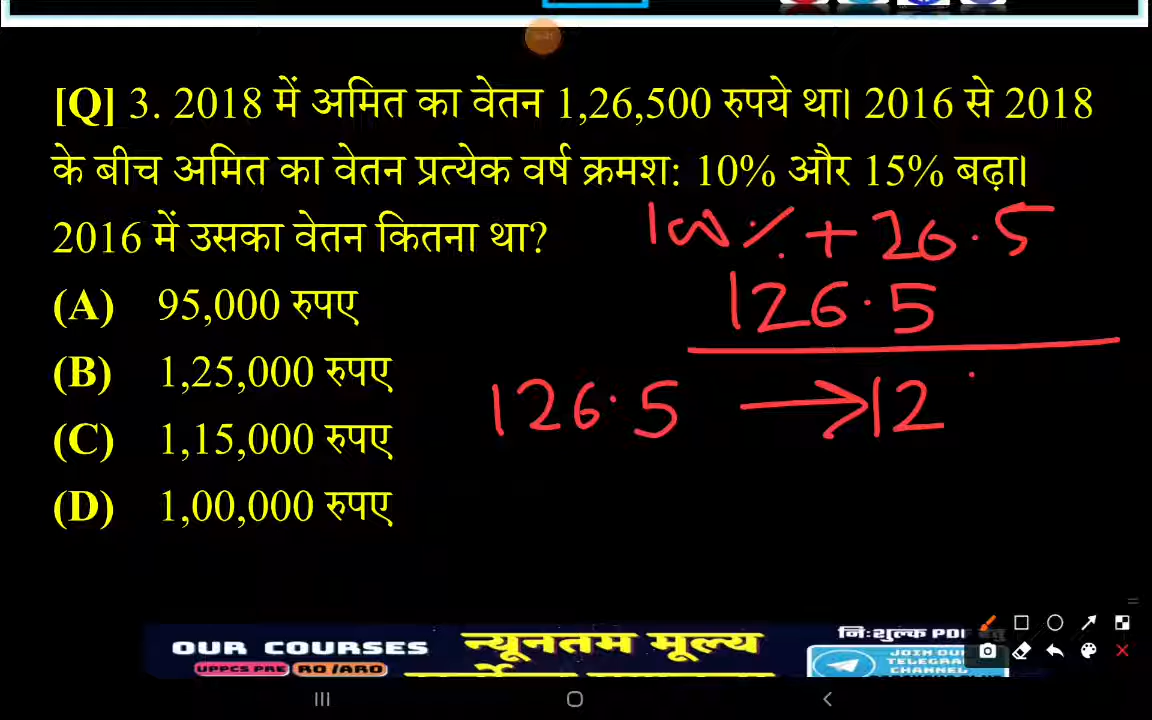 [Q] 3. 2018 में अमित का वेतन 1,26,500 रुपये था। 2016 से 2018
के बीच अमित का वेतन प्रत्येक वर्ष क्रमश: 10% और 15% बढ़ा।
2016 में उसका वेतन कितना था?
100% + 26.5
126.5
(A) 95,000 रुपए
(B) 1,25,000 रुपए
126.5 → 12
(C) 1,15,000 रुपए
(D) 1,00,000 रुपए
OUR COURSES
UPPCS PRE RO /ARO
न्यूनतम मूल्य
नि:शुल्क PDF
JOIN OUR
TELEGRAM
CHANNEL